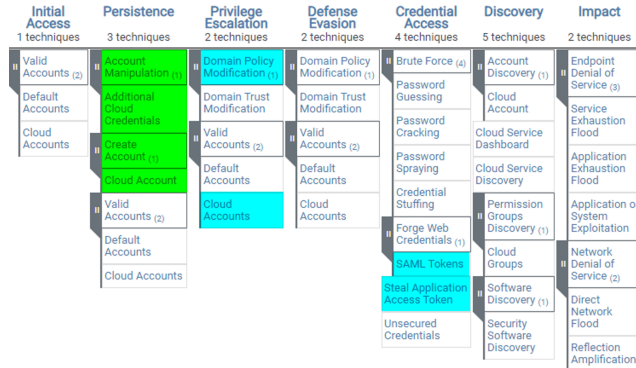 Initial
Access
1 techniques
Valid
Accounts (2)
Default
Accounts
Cloud
Accounts
Persistence
3 techniques
Account
Manipulation (1)
Additional
Cloud
Credentials
Create
Account (1)
Cloud Account
Valid
Accounts (2)
Default
Accounts
Cloud Accounts
Privilege
Escalation
2 techniques
Domain Policy
Modification (1)
Domain Trust
Modification
Valid
Accounts (2)
Default
Accounts
Cloud
Accounts
Defense
Evasion
2 techniques
Domain Policy
Modification (1)
Domain Trust
Modification
Valid
Accounts (2)
Default
Accounts
Cloud
Accounts
Credential
Access
4 techniques
Brute Force (4)
Password
Guessing
Password
Cracking
Password
Spraying
Credential
Stuffing
Forge Web
Credentials (1)
SAML Tokens
Steal Application
Access Token
Unsecured
Credentials
Discovery
5 techniques
Account
Discovery (1)
Cloud
Account
Cloud Service
Dashboard
Cloud Service
Discovery
Permission
Groups
Discovery (1)
Cloud
Groups
Software
Discovery (1)
Security
Software
Discovery
Impact
2 techniques
Endpoint
Denial of
Service (3)
Service
Exhaustion
Flood
Application
Exhaustion
Flood
Application o
System
Exploitation
Network
Denial of
Service (2)
Direct
Network
Flood
Reflection
Amplification